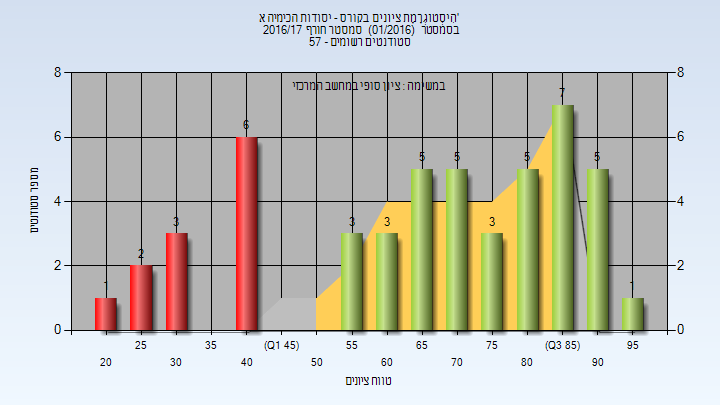 היסטוגרמת ציונים בקורס - יסודות הכימיה א'
בסמסטר (01/2016) סמסטר חורף 2016/17
סטודנטים רשומים - 57
במשימה : ציון סופי במחשב המרכזי
8 8
6 6
4 4
2 2
0 0
מספר סטודנטים
1 2 3 6 3 3 5 5 3 5 7 5 1
25 35 (Q1 45) 55 65 75 (Q3 85) 95
20 30 40 50 60 70 80 90
טווח ציונים